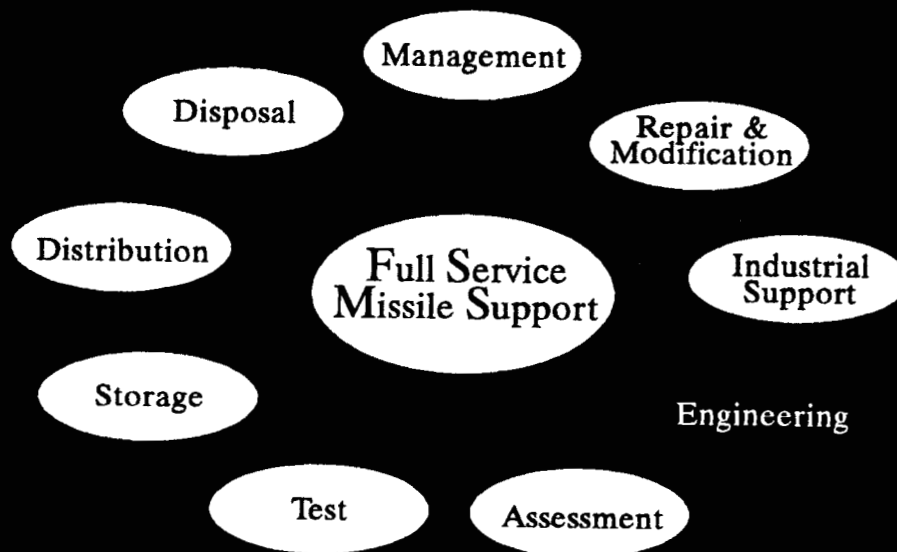 Management
Disposal
Repair &
Modification
Distribution
Full Service
Missile Support
Industrial
Support
Storage
Engineering
Test
Assessment